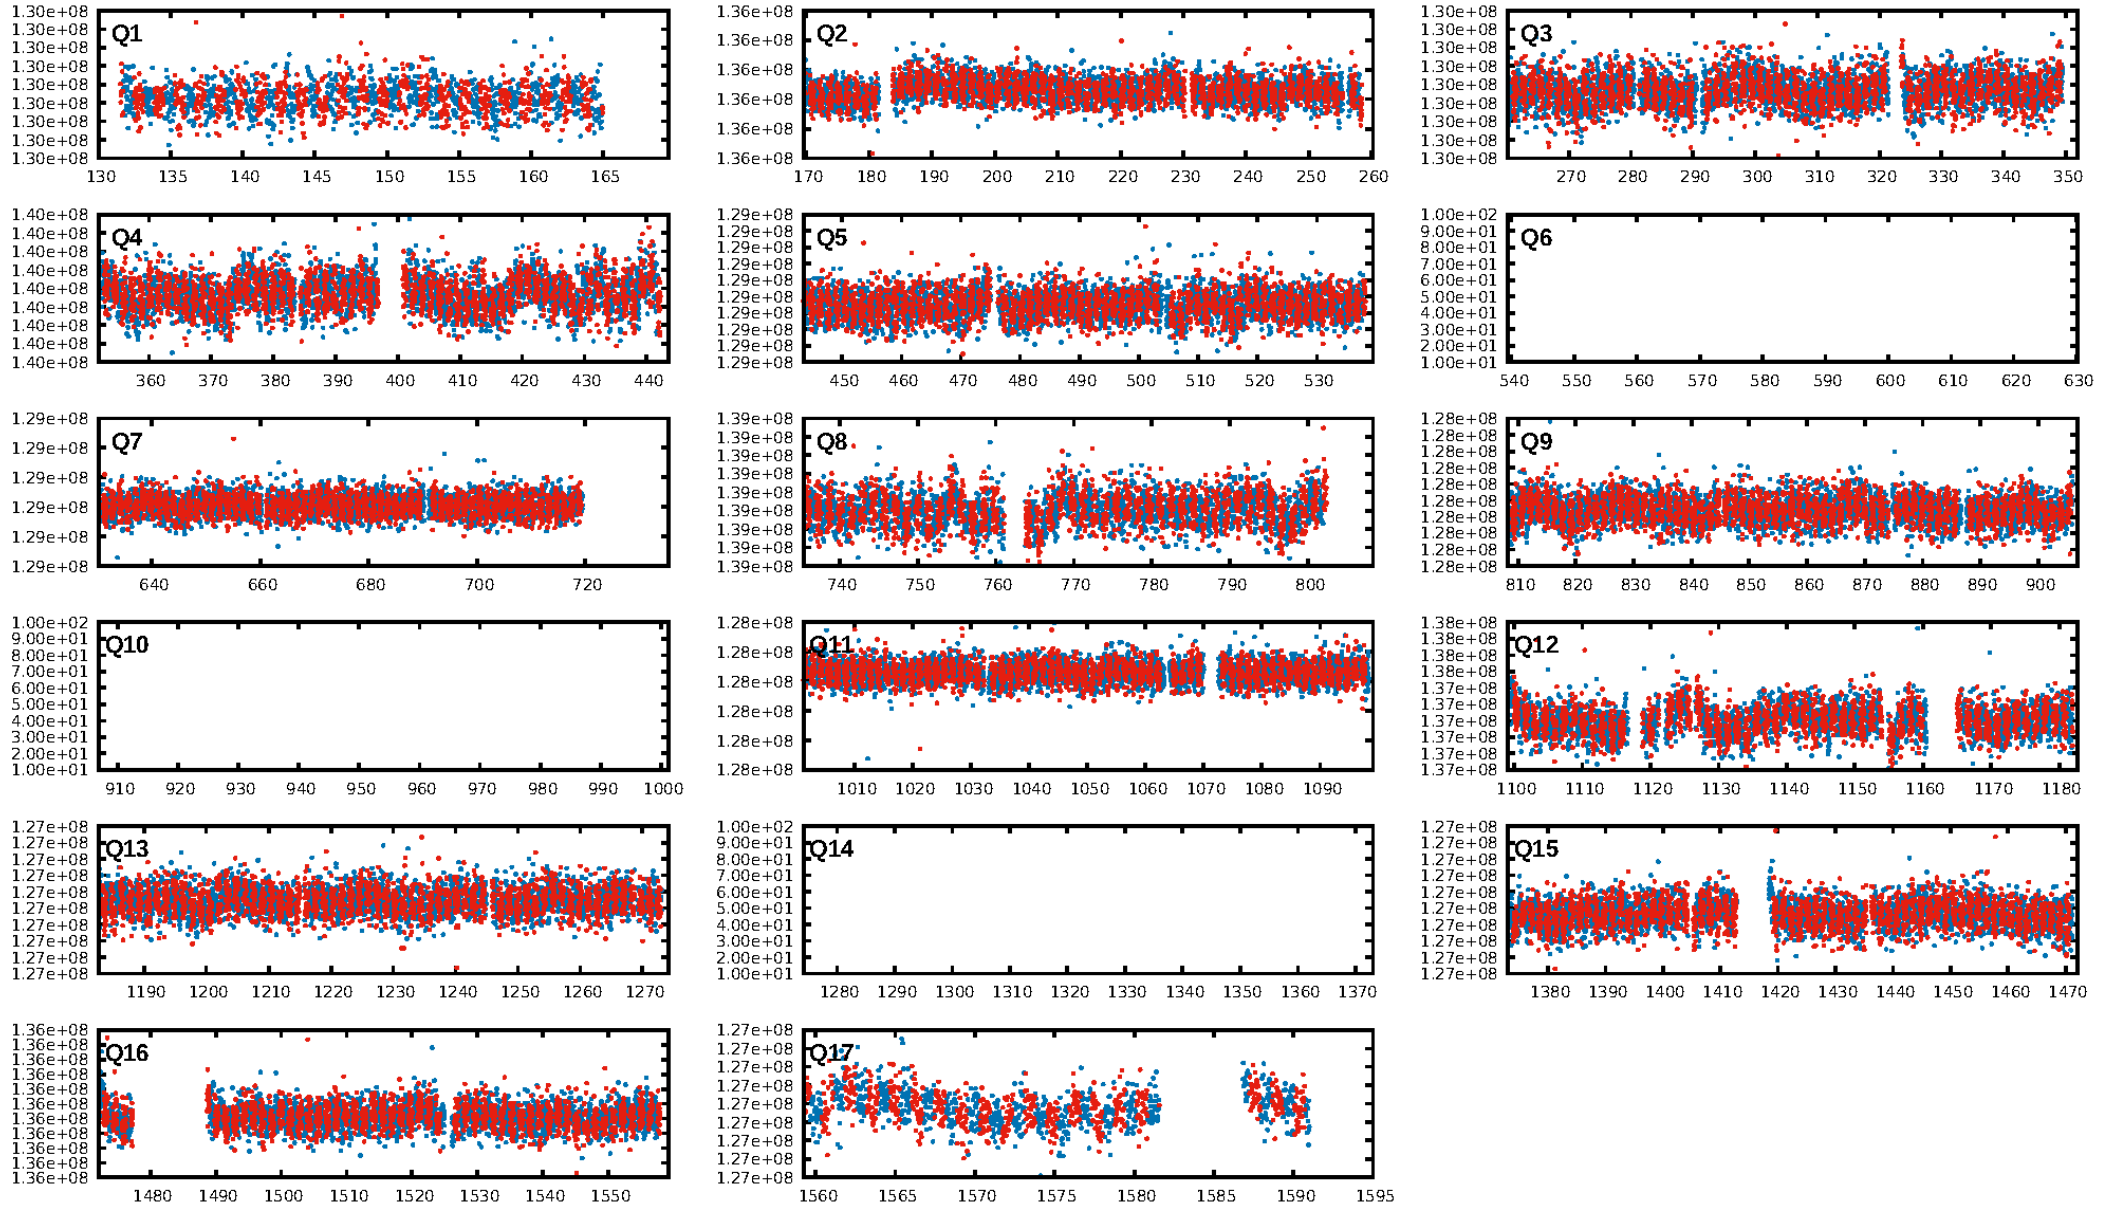 1.30e+08
1.30e+08
1.30e+08
1.30e+08
1.30e+08
1.30e+08
1.30e+08
1.30e+08
1.30e+08
Q1
130 135 140 145 150 155 160 165
1.36e+08
1.36e+08
1.36e+08
1.36e+08
1.36e+08
1.36e+08
Q2
170 180 190 200 210 220 230 240 250 260
1.30e+08
1.30e+08
1.30e+08
1.30e+08
1.30e+08
1.30e+08
1.30e+08
1.30e+08
1.30e+08
Q3
270 280 290 300 310 320 330 340 350
1.40e+08
1.40e+08
1.40e+08
1.40e+08
1.40e+08
1.40e+08
1.40e+08
1.40e+08
1.40e+08
Q4
360 370 380 390 400 410 420 430 440
1.29e+08
1.29e+08
1.29e+08
1.29e+08
1.29e+08
1.29e+08
1.29e+08
1.29e+08
1.29e+08
1.29e+08
Q5
450 460 470 480 490 500 510 520 530
1.00e+02
9.00e+01
8.00e+01
7.00e+01
6.00e+01
5.00e+01
4.00e+01
3.00e+01
2.00e+01
1.00e+01
Q6
540 550 560 570 580 590 600 610 620 630
1.29e+08
1.29e+08
1.29e+08
1.29e+08
1.29e+08
1.29e+08
Q7
640 660 680 700 720
1.39e+08
1.39e+08
1.39e+08
1.39e+08
1.39e+08
1.39e+08
1.39e+08
1.39e+08
1.39e+08
Q8
740 750 760 770 780 790 800
1.28e+08
1.28e+08
1.28e+08
1.28e+08
1.28e+08
1.28e+08
1.28e+08
1.28e+08
1.28e+08
1.28e+08
Q9
810 820 830 840 850 860 870 880 890 900
1.00e+02
9.00e+01
8.00e+01
7.00e+01
6.00e+01
5.00e+01
4.00e+01
3.00e+01
2.00e+01
1.00e+01
Q10
910 920 930 940 950 960 970 980 990 1000
1.28e+08
1.28e+08
1.28e+08
1.28e+08
1.28e+08
1.28e+08
Q11
1010 1020 1030 1040 1050 1060 1070 1080 1090
1.38e+08
1.38e+08
1.38e+08
1.38e+08
1.37e+08
1.37e+08
1.37e+08
1.37e+08
1.37e+08
1.37e+08
Q12
1100 1110 1120 1130 1140 1150 1160 1170 1180
1.27e+08
1.27e+08
1.27e+08
1.27e+08
1.27e+08
1.27e+08
1.27e+08
1.27e+08
1.27e+08
1.27e+08
Q13
1190 1200 1210 1220 1230 1240 1250 1260 1270
1.00e+02
9.00e+01
8.00e+01
7.00e+01
6.00e+01
5.00e+01
4.00e+01
3.00e+01
2.00e+01
1.00e+01
Q14
1280 1290 1300 1310 1320 1330 1340 1350 1360 1370
1.27e+08
1.27e+08
1.27e+08
1.27e+08
1.27e+08
1.27e+08
1.27e+08
1.27e+08
1.27e+08
1.27e+08
Q15
1380 1390 1400 1410 1420 1430 1440 1450 1460 1470
1.36e+08
1.36e+08
1.36e+08
1.36e+08
1.36e+08
1.36e+08
1.36e+08
1.36e+08
1.36e+08
1.36e+08
1.36e+08
Q16
1480 1490 1500 1510 1520 1530 1540 1550
1.27e+08
1.27e+08
1.27e+08
1.27e+08
1.27e+08
1.27e+08
1.27e+08
1.27e+08
1.27e+08
Q17
1560 1565 1570 1575 1580 1585 1590 1595